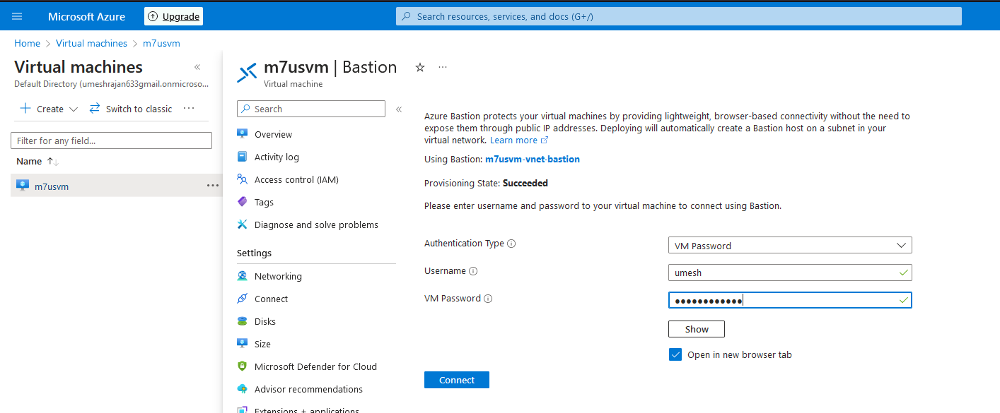 Microsoft Azure
Upgrade
Search resources, services, and docs (G+/)
Home > Virtual machines > m7usvm
Virtual machines
«
Default Directory (umeshrajan633gmail.onmicroso...
Create
Switch to classic
...
Filter for any field...
Name
m7usvm
...
m7usvm | Bastion
...
Virtual machine
Search
«
Overview
Activity log
Access control (IAM)
Tags
Diagnose and solve problems
Settings
Networking
Connect
Disks
Size
Microsoft Defender for Cloud
Advisor recommendations
Extensions + applications
Azure Bastion protects your virtual machines by providing lightweight, browser-based connectivity without the need to
expose them through public IP addresses. Deploying will automatically create a Bastion host on a subnet in your
virtual network. Learn more
Using Bastion: m7usvm-vnet-bastion
Provisioning State: Succeeded
Please enter username and password to your virtual machine to connect using Bastion.
Authentication Type
VM Password
Username
umesh
VM Password
••••••••••••
Show
Open in new browser tab
Connect